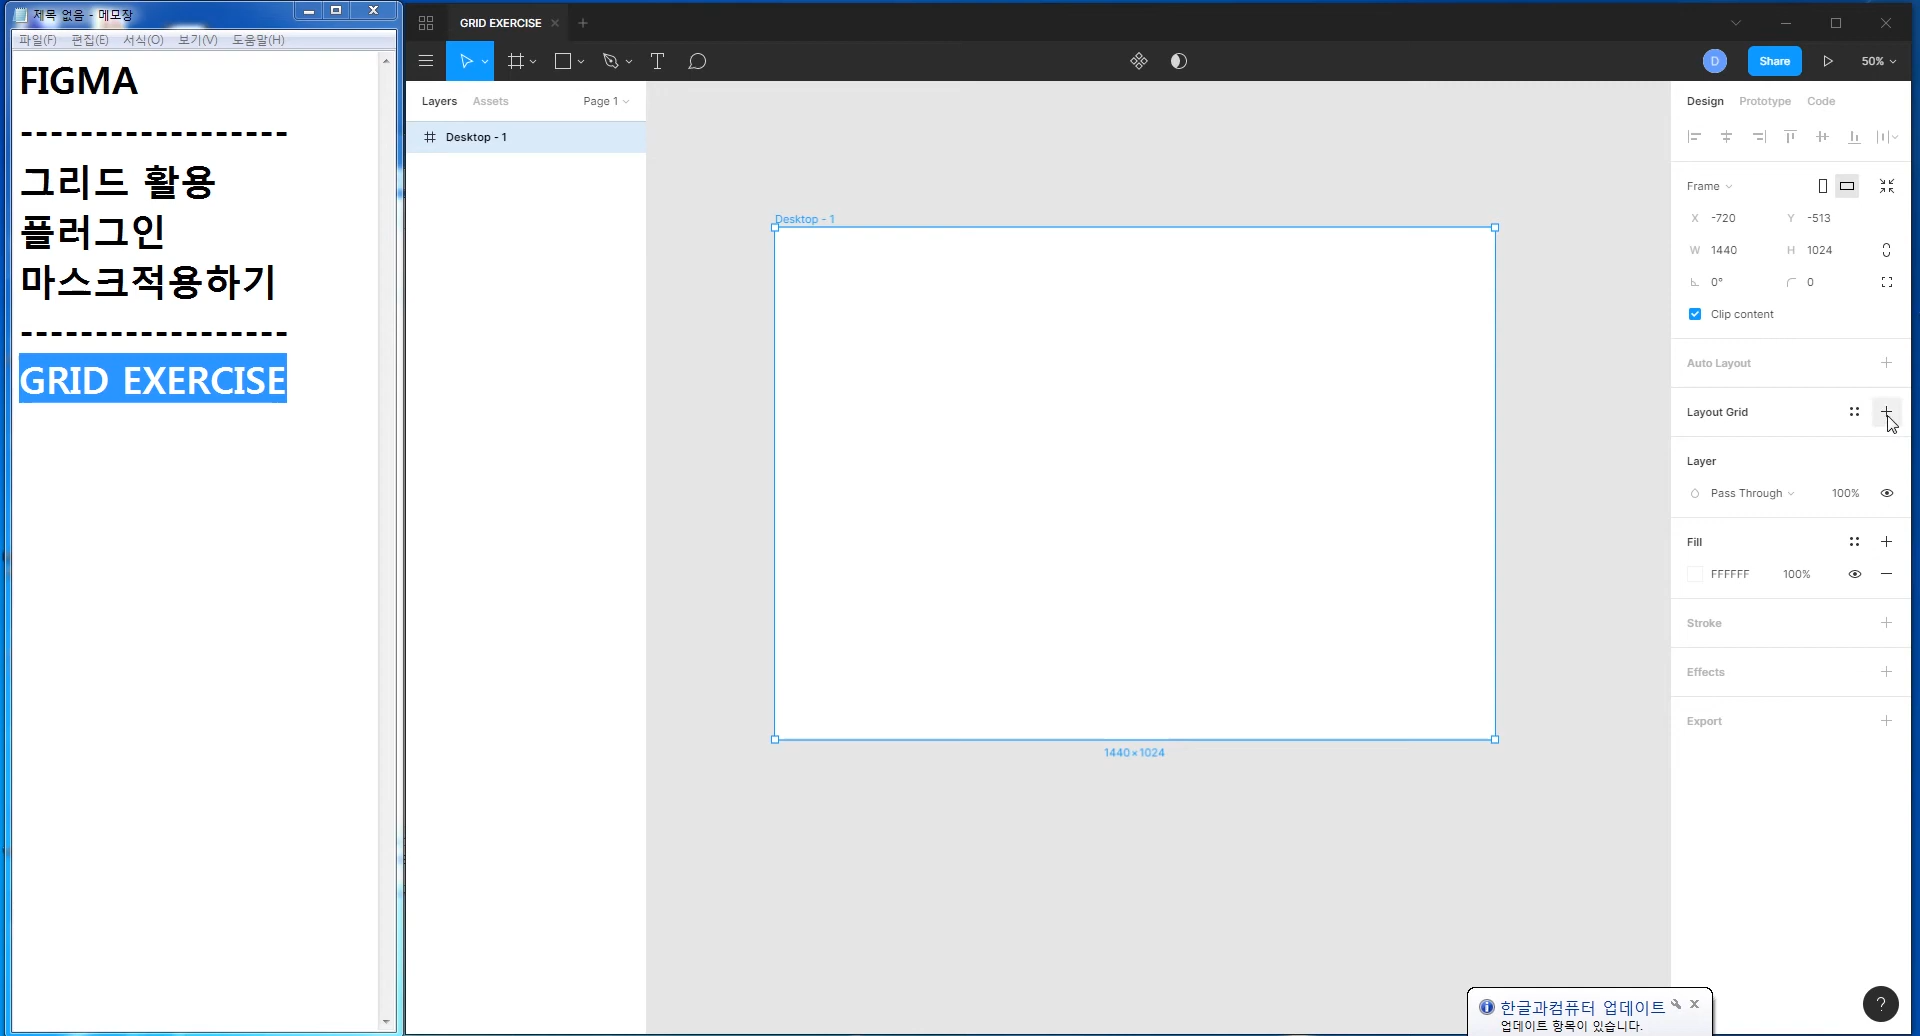 제목 없음 - 메모장
파일(F) 편집(E) 서식(O) 보기(V) 도움말(H)
FIGMA
------------------
그리드 활용
플러그인
마스크적용하기
------------------
GRID EXERCISE
GRID EXERCISE
D
Share
50%
Layers Assets Page 1
Desktop - 1
Desktop - 1
1440 × 1024
Design Prototype Code
Frame
X -720 Y -513
W 1440 H 1024
0° 0
Clip content
Auto Layout
Layout Grid
Layer
Pass Through 100%
Fill
FFFFFF 100%
Stroke
Effects
Export
한글과컴퓨터 업데이트
업데이트 항목이 있습니다.
?